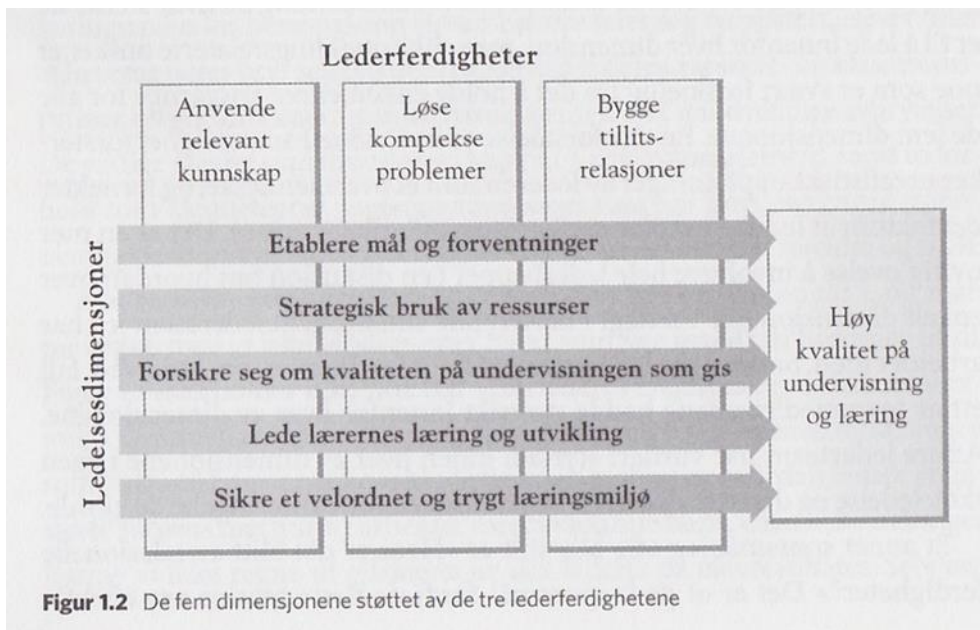 Lederferdigheter
Anvende
relevant
kunnskap
Løse
komplekse
problemer
Bygge
tillits-
relasjoner
Ledelsesdimensjoner
Etablere mål og forventninger
Strategisk bruk av ressurser
Forsikre seg om kvaliteten på undervisningen som gis
Lede lærernes læring og utvikling
Sikre et velordnet og trygt læringsmiljø
Høy
kvalitet på
undervisning
og læring
Figur 1.2 De fem dimensjonene støttet av de tre lederferdighetene